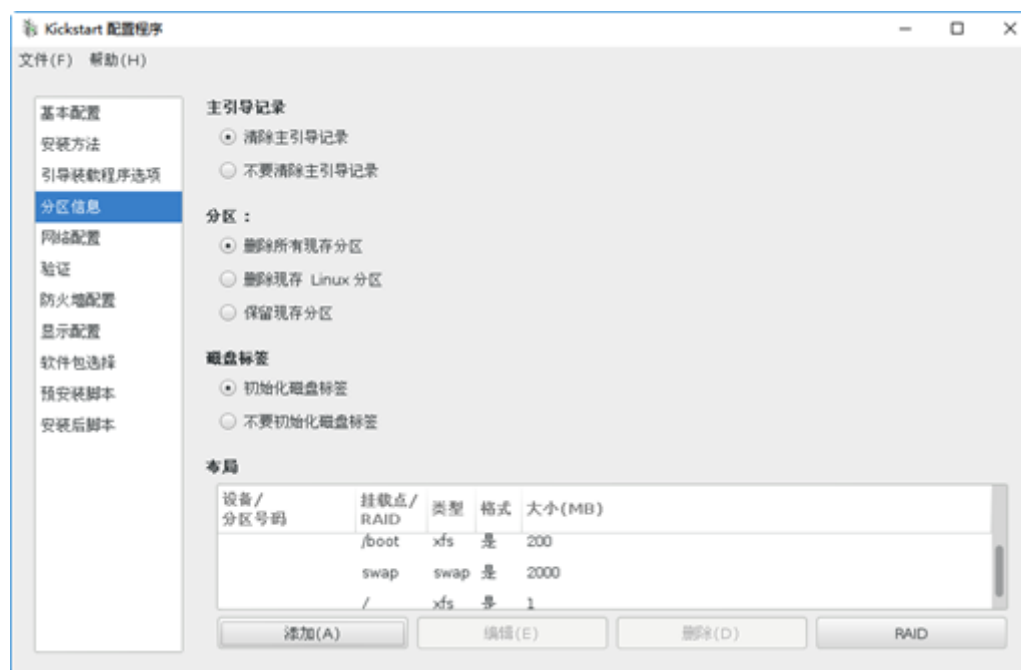 Kickstart 配置程序
文件(F) 帮助(H)
基本配置
安装方法
引导装载程序选项
分区信息
网络配置
验证
防火墙配置
显示配置
软件包选择
预安装脚本
安装后脚本
主引导记录
清除主引导记录
不要清除主引导记录
分区：
删除所有现存分区
删除现存 Linux 分区
保留现存分区
磁盘标签
初始化磁盘标签
不要初始化磁盘标签
布局
设备/
分区号码
挂载点/
RAID
类型 格式 大小(MB)
/boot xfs 是 200
swap swap 是 2000
/ xfs 是 1
添加(A) 编辑(E) 删除(D) RAID